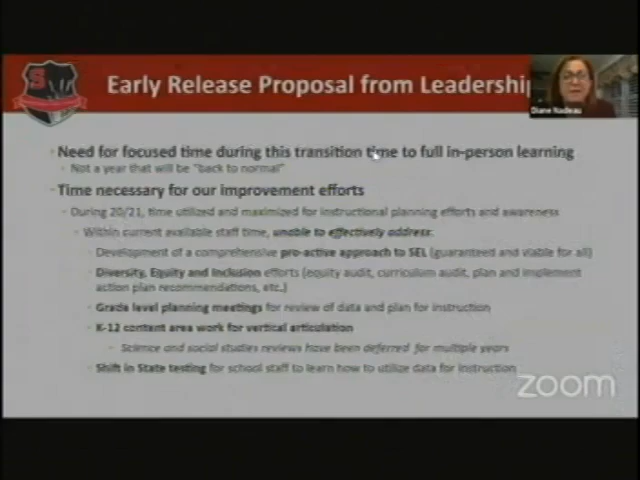 S
Early Release Proposal from Leadership
Diane Nadeau
Need for focused time during this transition time to full in-person learning
Not a year that will be "back to normal"
Time necessary for our improvement efforts
During 20/21, time utilized and maximized for instructional planning efforts and awareness
Within current available staff time, unable to effectively address:
Development of a comprehensive pro-active approach to SEL (guaranteed and viable for all)
Diversity, Equity and Inclusion efforts (equity audit, curriculum audit, plan and implement
action plan recommendations, etc.)
Grade level planning meetings for review of data and plan for instruction
K-12 content area work for vertical articulation
Science and social studies reviews have been deferred for multiple years
Shift in State testing for school staff to learn how to utilize data for instruction
zoom